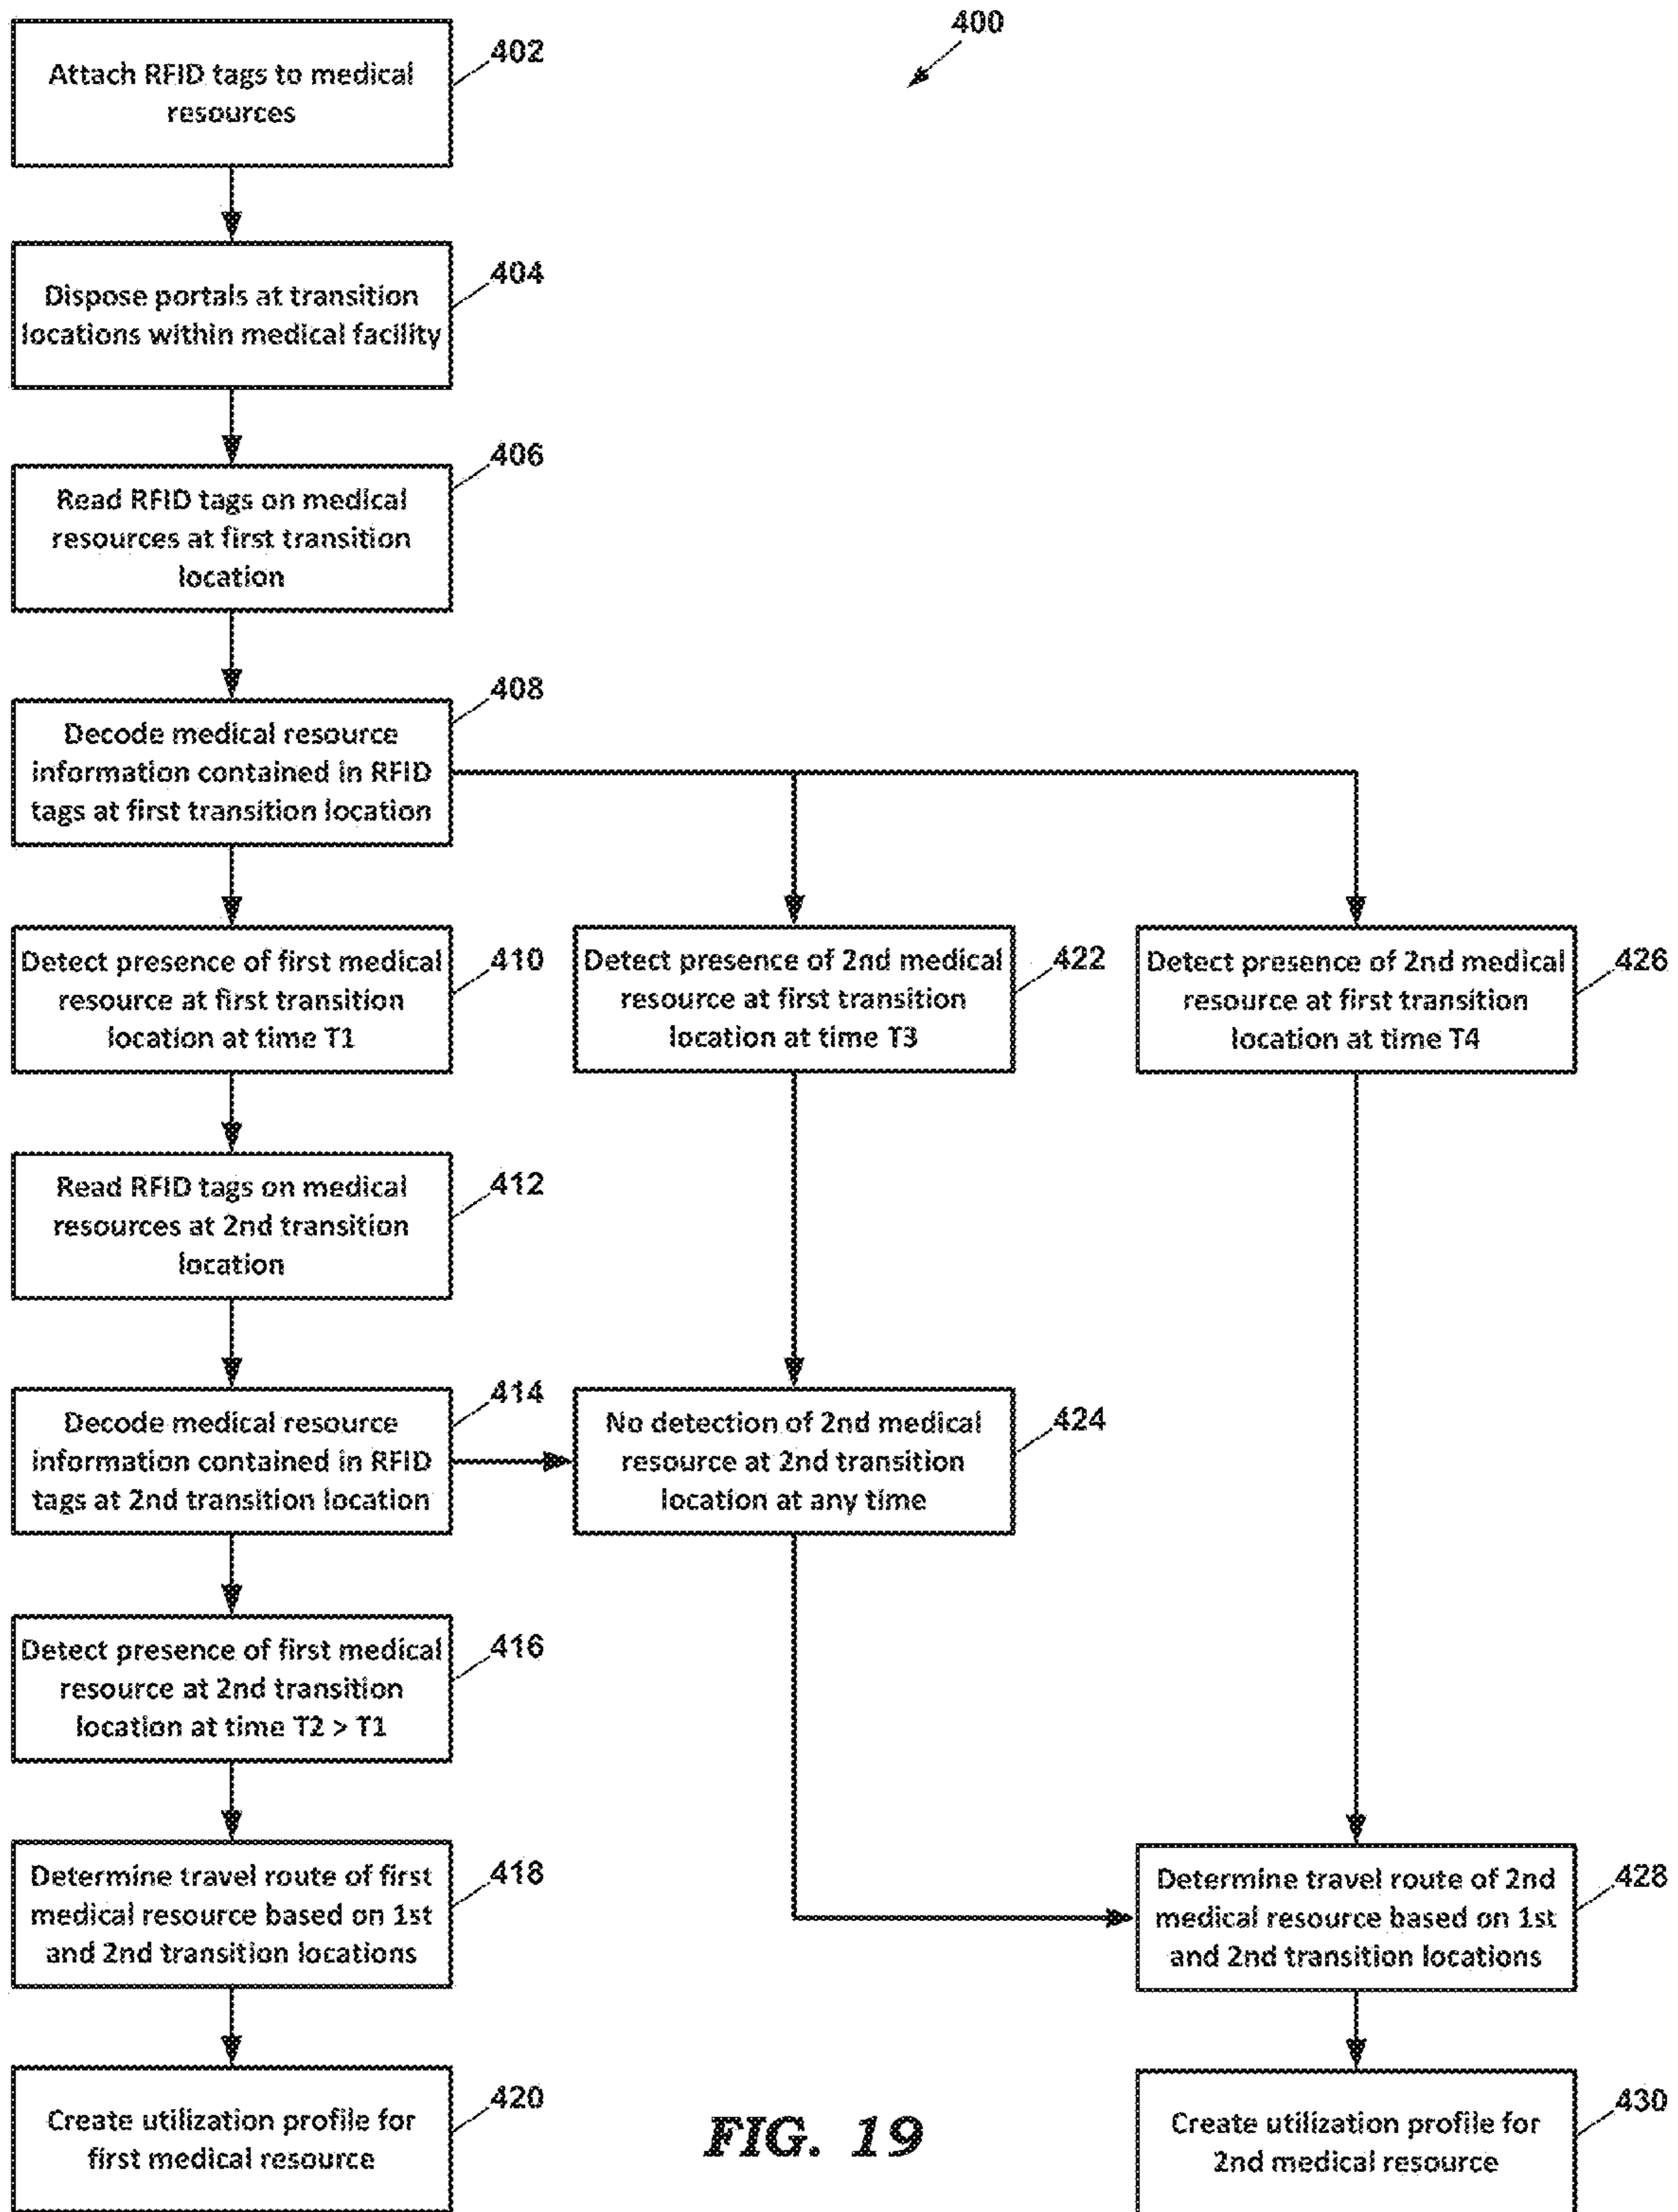 400
402
Attach RFID tags to medical
resources
404
Dispose portals at transition
locations within medical facility
406
Read RFID tags on medical
resources at first transition
location
408
Decode medical resource
information contained in RFID
tags at first transition location
410
Detect presence of first medical
resource at first transition
location at time T1
422
Detect presence of 2nd medical
resource at first transition
location at time T3
426
Detect presence of 2nd medical
resource at first transition
location at time T4
412
Read RFID tags on medical
resources at 2nd transition
location
414
Decode medical resource
information contained in RFID
tags at 2nd transition location
424
No detection of 2nd medical
resource at 2nd transition
location at any time
416
Detect presence of first medical
resource at 2nd transition
location at time T2 > T1
418
Determine travel route of first
medical resource based on 1st
and 2nd transition locations
428
Determine travel route of 2nd
medical resource based on 1st
and 2nd transition locations
420
Create utilization profile for
first medical resource
430
Create utilization profile for
2nd medical resource
FIG. 19